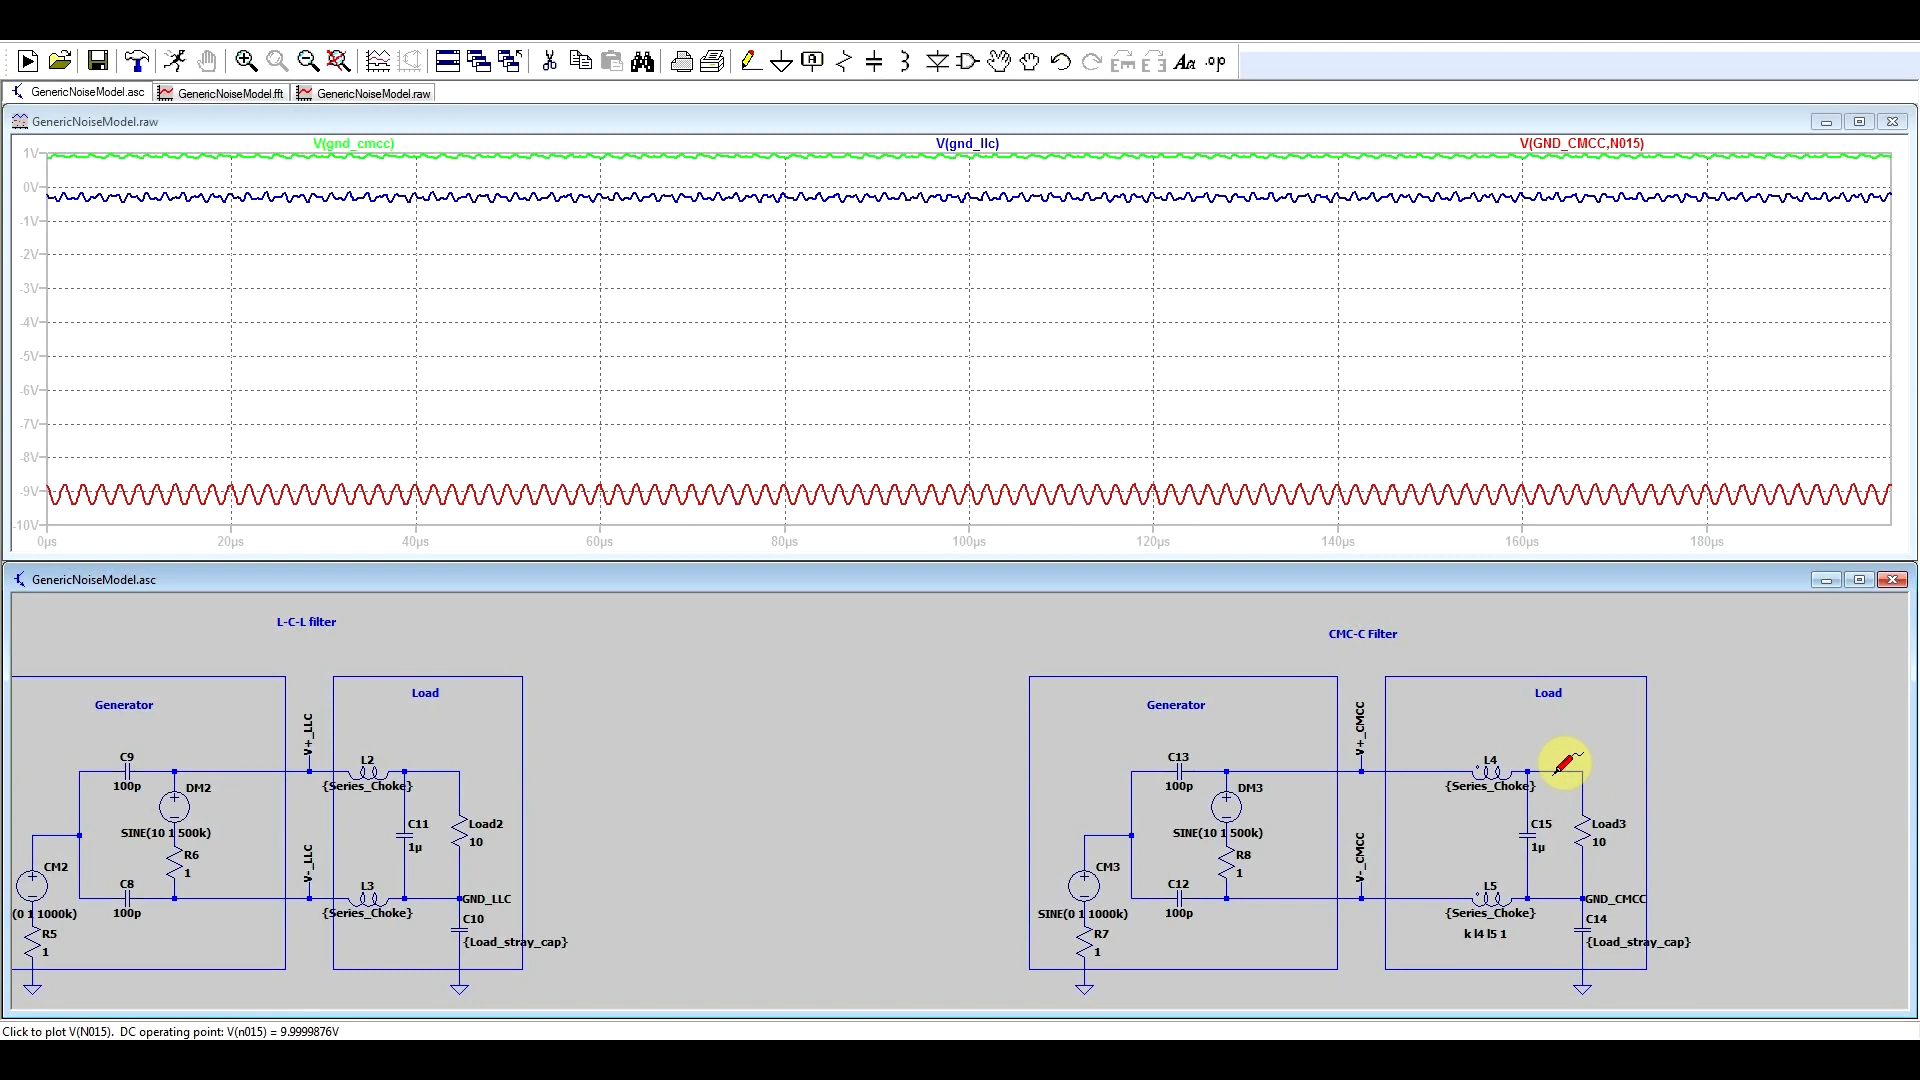 GenericNoiseModel.asc GenericNoiseModel.fft GenericNoiseModel.raw
GenericNoiseModel.raw
V(gnd_cmcc) V(gnd_llc) V(GND_CMCC,N015)
1V
0V
-1V
-2V
-3V
-4V
-5V
-6V
-7V
-8V
-9V
-10V
0µs 20µs 40µs 60µs 80µs 100µs 120µs 140µs 160µs 180µs
GenericNoiseModel.asc
L-C-L filter
CMC-C Filter
Generator
Load
C9
100p
DM2
SINE(10 1 500k)
R6
1
CM2
(0 1 1000k)
R5
1
C8
100p
V+_LLC
V-_LLC
L2
{Series_Choke}
C11
1µ
Load2
10
L3
{Series_Choke}
GND_LLC
C10
{Load_stray_cap}
Generator
Load
C13
100p
DM3
SINE(10 1 500k)
R8
1
CM3
SINE(0 1 1000k)
R7
1
C12
100p
V+_CMCC
V-_CMCC
L4
{Series_Choke}
C15
1µ
Load3
10
L5
{Series_Choke}
k l4 l5 1
GND_CMCC
C14
{Load_stray_cap}
Click to plot V(N015). DC operating point: V(n015) = 9.9999876V